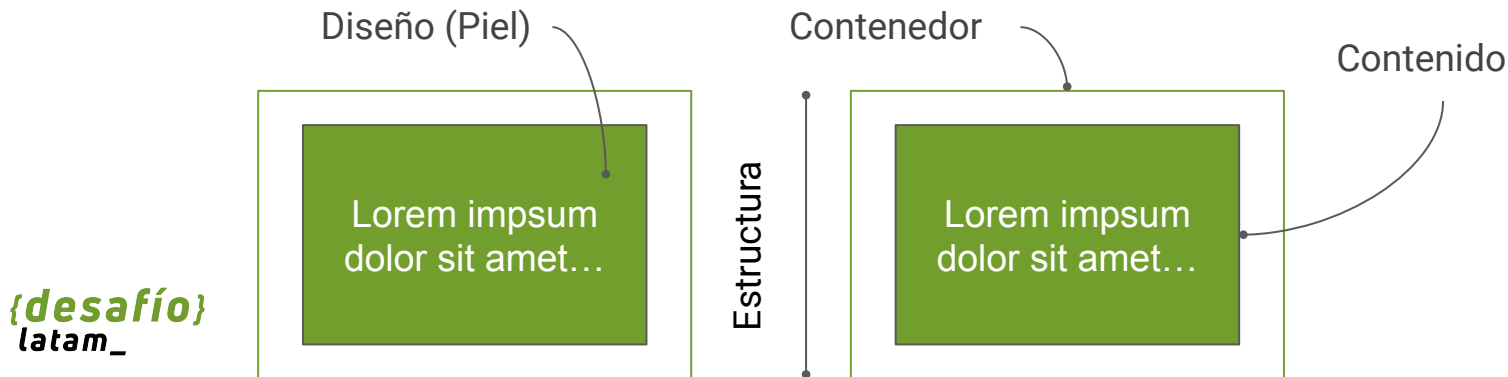 Diseño (Piel)
Contenedor
Contenido
Lorem impsum
dolor sit amet…
Estructura
Lorem impsum
dolor sit amet…
{desafío}
latam_